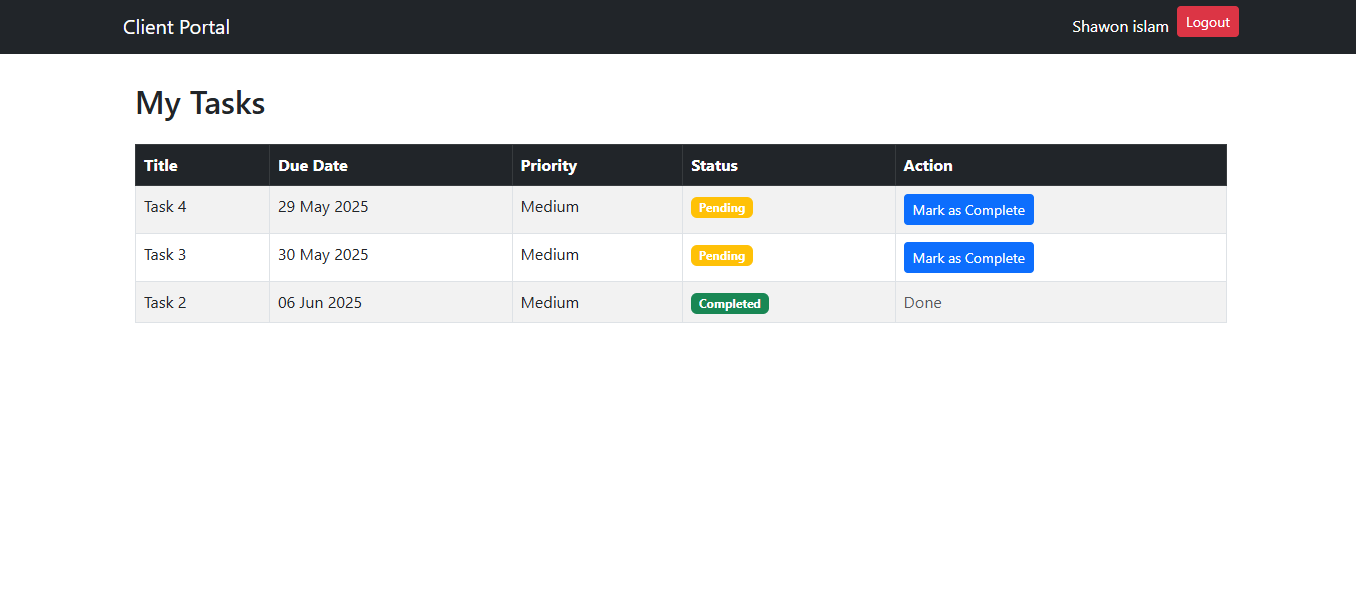 Client Portal Shawon islam Logout
My Tasks
Title Due Date Priority Status Action
Task 4 29 May 2025 Medium Pending Mark as Complete
Task 3 30 May 2025 Medium Pending Mark as Complete
Task 2 06 Jun 2025 Medium Completed Done